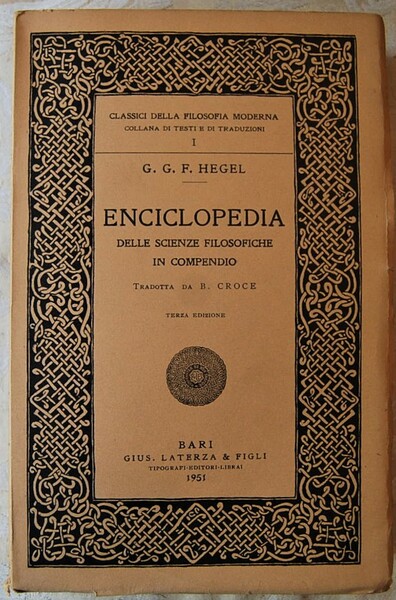 CLASSICI DELLA FILOSOFIA MODERNA
COLLANA DI TESTI E DI TRADUZIONI
I
G. G. F. HEGEL
ENCICLOPEDIA
DELLE SCIENZE FILOSOFICHE
IN COMPENDIO
TRADOTTA DA B. CROCE
TERZA EDIZIONE
BARI
GIUS. LATERZA & FIGLI
TIPOGRAFI-EDITORI-LIBRAI
1951